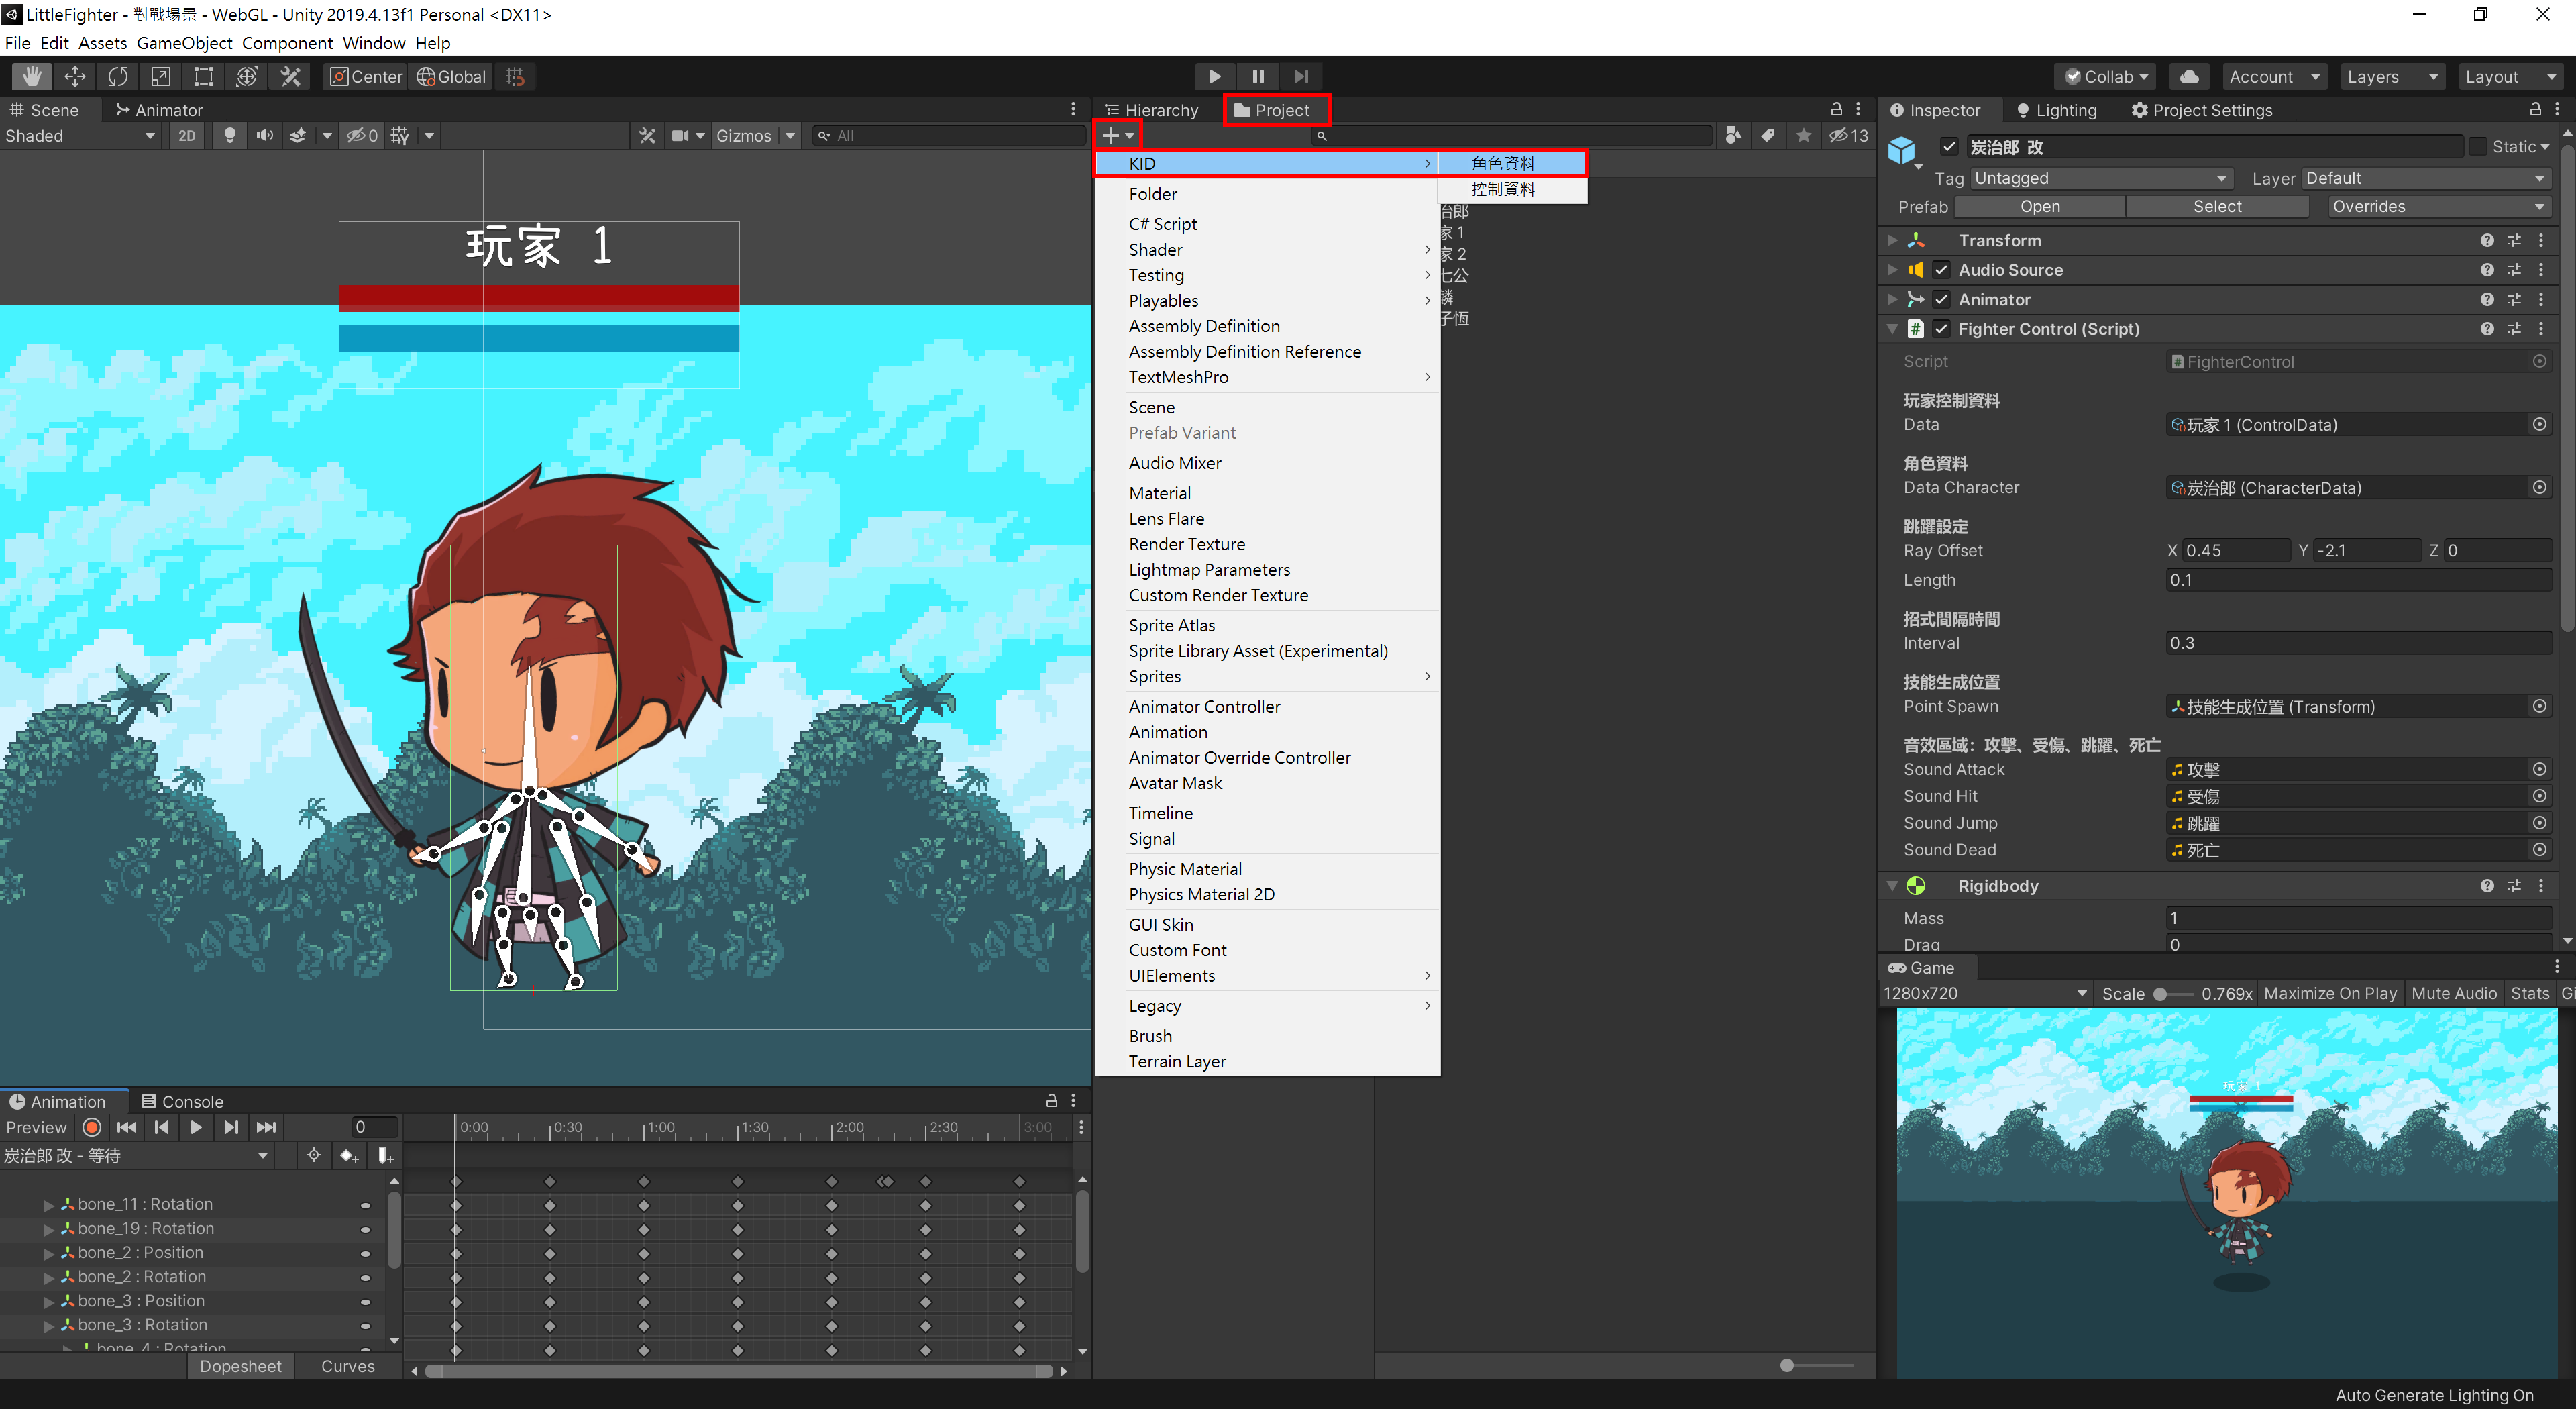 LittleFighter - 對戰場景 - WebGL - Unity 2019.4.13f1 Personal <DX11>
File Edit Assets GameObject Component Window Help
Center Global Collab Account Layers Layout
Scene Animator
Shaded 2D 0 Gizmos All
玩家 1
Hierarchy Project
13
KID
角色資料
控制資料
Folder
C# Script
Shader
Testing
Playables
Assembly Definition
Assembly Definition Reference
TextMeshPro
Scene
Prefab Variant
Audio Mixer
Material
Lens Flare
Render Texture
Lightmap Parameters
Custom Render Texture
Sprite Atlas
Sprite Library Asset (Experimental)
Sprites
Animator Controller
Animation
Animator Override Controller
Avatar Mask
Timeline
Signal
Physic Material
Physics Material 2D
GUI Skin
Custom Font
UIElements
Legacy
Brush
Terrain Layer
治郎
家 1
家 2
七公
麟
子恆
Inspector Lighting Project Settings
炭治郎 改 Static
Tag Untagged Layer Default
Prefab Open Select Overrides
Transform
Audio Source
Animator
Fighter Control (Script)
Script FighterControl
玩家控制資料
Data 玩家 1 (ControlData)
角色資料
Data Character 炭治郎 (CharacterData)
跳躍設定
Ray Offset X 0.45 Y -2.1 Z 0
Length 0.1
招式間隔時間
Interval 0.3
技能生成位置
Point Spawn 技能生成位置 (Transform)
音效區域：攻擊、受傷、跳躍、死亡
Sound Attack 攻擊
Sound Hit 受傷
Sound Jump 跳躍
Sound Dead 死亡
Rigidbody
Mass 1
Drag 0
Game
1280x720 Scale 0.769x Maximize On Play Mute Audio Stats Gi
玩家 1
Animation Console
Preview 0 0:00 0:30 1:00 1:30 2:00 2:30 3:00
炭治郎 改 - 等待
bone_11 : Rotation
bone_19 : Rotation
bone_2 : Position
bone_2 : Rotation
bone_3 : Position
bone_3 : Rotation
bone_4 : Rotation
Dopesheet Curves
Auto Generate Lighting On